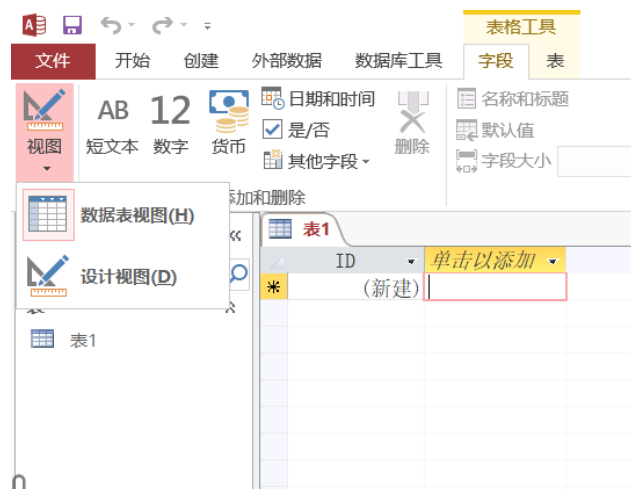 表格工具
文件 开始 创建 外部数据 数据库工具 字段 表
视图
AB 短文本
12 数字
货币
日期和时间
是/否
其他字段
删除
名称和标题
默认值
字段大小
添加和删除
数据表视图(H)
设计视图(D)
表1
表1
ID 单击以添加
(新建)